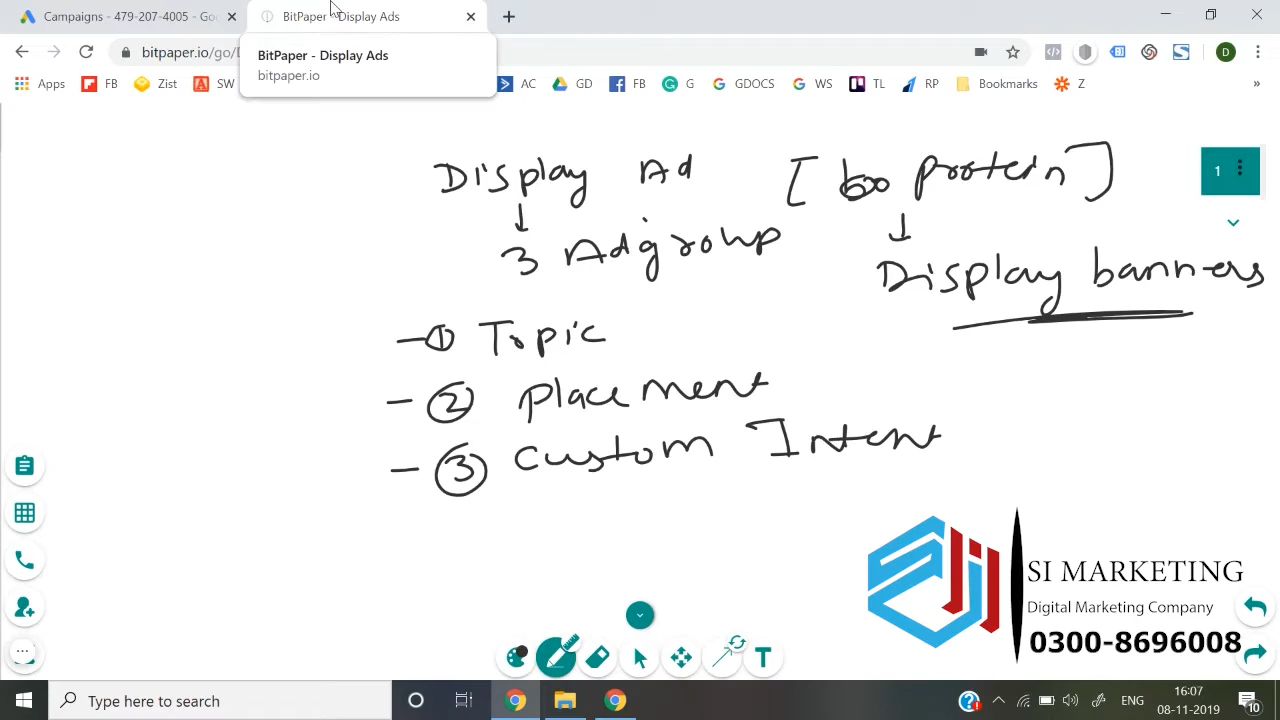 Campaigns - 479-207-4005 - Goo
BitPaper - Display Ads
bitpaper.io/go/D
BitPaper - Display Ads
bitpaper.io
D
Apps
FB
Zist
SW
AC
GD
FB
G
GDOCS
WS
TL
RP
Bookmarks
Z
»
Display Ad [ protein]
3 Adgroup
Display banners
1
- ① Topic
- ② Placement
- ③ Custom Intent
SI MARKETING
Digital Marketing Company
0300-8696008
T
Type here to search
ENG
16:07
08-11-2019
10